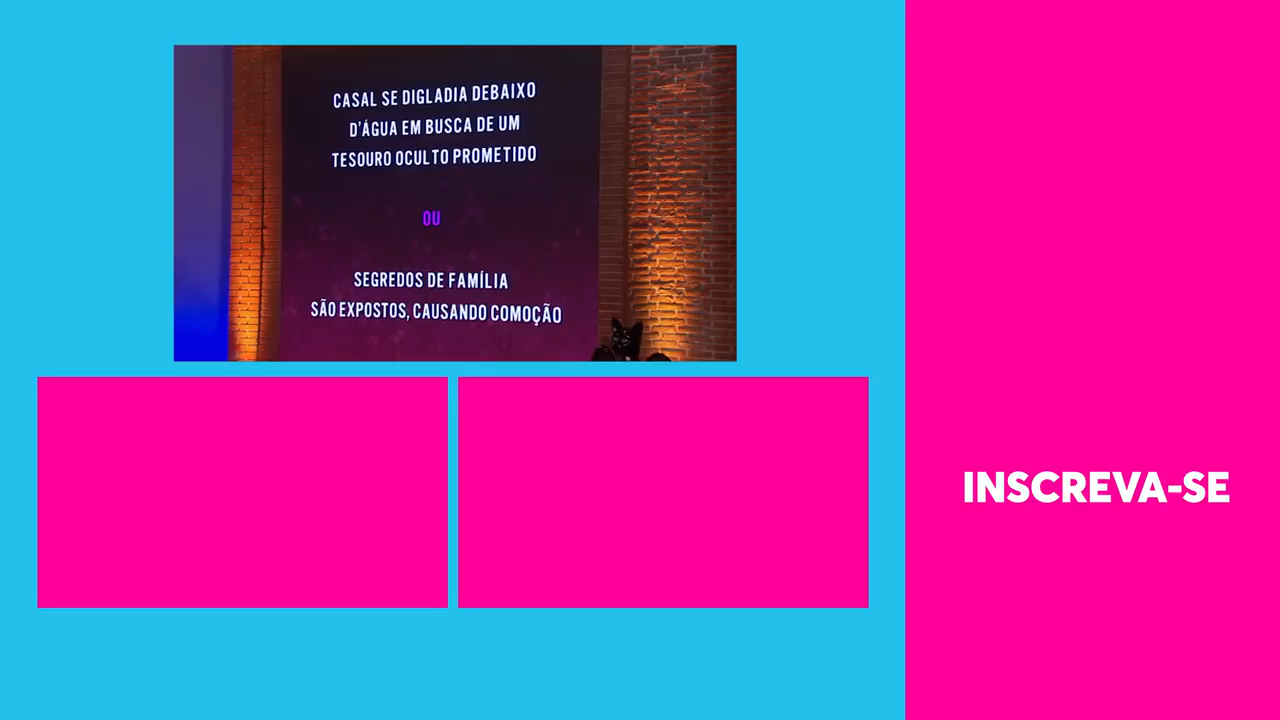 CASAL SE DIGLADIA DEBAIXO
D'ÁGUA EM BUSCA DE UM
TESOURO OCULTO PROMETIDO
OU
SEGREDOS DE FAMÍLIA
SÃO EXPOSTOS, CAUSANDO COMOÇÃO
INSCREVA-SE